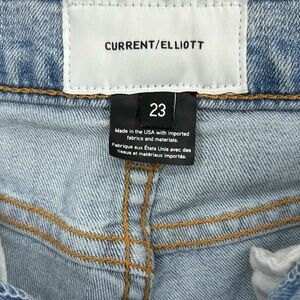 CURRENT/ELLIOTT
23
Made in the USA with imported
fabrics and materials.
Fabrique aux États Unis avec des
tissus et matériaux importés.